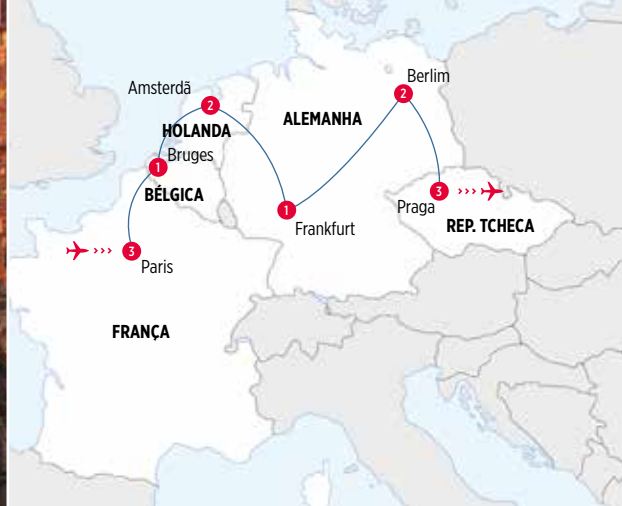 Berlim
2
Amsterdã
2
ALEMANHA
HOLANDA
Bruges
1
BÉLGICA
3
›››
Praga
1
Frankfurt
REP. TCHECA
›››
3
Paris
FRANÇA